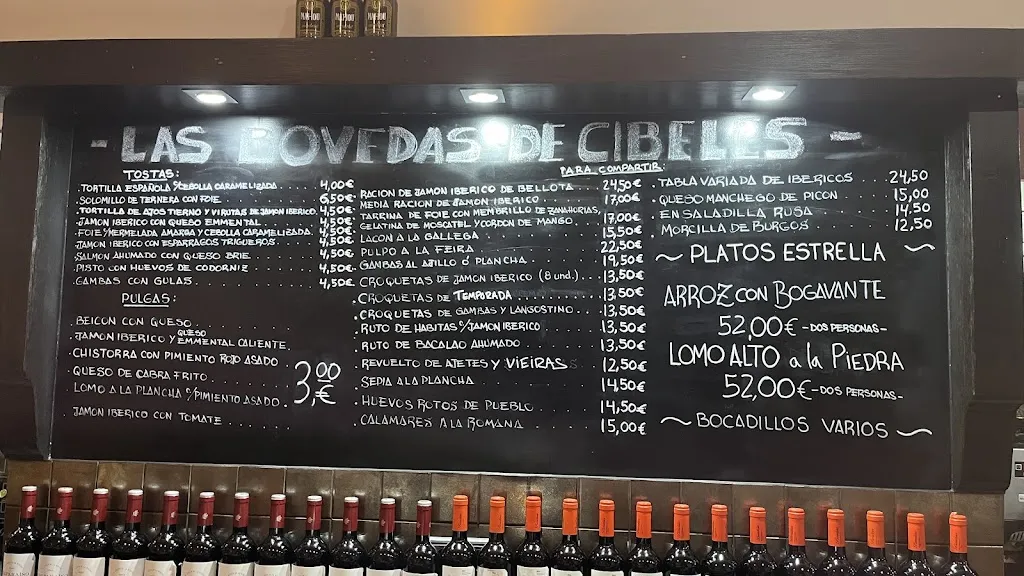 - LAS BOVEDAS DE CIBELES -
TOSTAS:
.TORTILLA ESPAÑOLA C/CEBOLLA CARAMELIZADA 4,00€
.SOLOMILLO DE TERNERA CON FOIE 6,50€
.TORTILLA DE AJOS TIERNO Y VIRUTAS DE JAMON IBERICO. 4,50€
.JAMON IBERICO CON QUESO EMMENTAL 4,50€
.FOIE C/MERMELADA AMARGA Y CEBOLLA CARAMELIZADA 4,50€
.JAMON IBERICO CON ESPARRAGOS TRIGUEROS 4,50€
.SALMON AHUMADO CON QUESO BRIE 4,50€
.PISTO CON HUEVOS DE CODORNIZ 4,50€
.GAMBAS CON GULAS 4,50€
PULGAS:
.BEICON CON QUESO
.JAMON IBERICO Y QUESO EMMENTAL CALIENTE
.CHISTORRA CON PIMIENTO ROJO ASADO
.QUESO DE CABRA FRITO
.LOMO A LA PLANCHA C/PIMIENTO ASADO
.JAMON IBERICO CON TOMATE
3,00€
PARA COMPARTIR
.RACION DE JAMON IBERICO DE BELLOTA 24,50€
.MEDIA RACION DE JAMON IBERICO 17,00€
.TARRINA DE FOIE CON MEMBRILLO DE ZANAHORIAS,
GELATINA DE MOSCATEL Y CORDON DE MANGO 17,00€
.LACON A LA GALLEGA 15,50€
.PULPO A LA FEIRA 22,50€
.GAMBAS AL AJILLO O PLANCHA 19,50€
.CROQUETAS DE JAMON IBERICO (8 und.) 13,50€
.CROQUETAS DE TEMPORADA 13,50€
.CROQUETAS DE GAMBAS Y LANGOSTINO 13,50€
.ROTO DE HABITAS C/JAMON IBERICO 13,50€
.ROTO DE BACALAO AHUMADO 13,50€
.REVUELTO DE AJETES Y VIEIRAS 12,50€
.SEPIA A LA PLANCHA 14,50€
.HUEVOS ROTOS DE PUEBLO 14,50€
.CALAMARES A LA ROMANA 15,00€
.TABLA VARIADA DE IBERICOS 24,50
.QUESO MANCHEGO DE PICON 15,00
.ENSALADILLA RUSA 14,50
.MORCILLA DE BURGOS 12,50
~ PLATOS ESTRELLA ~
ARROZ CON BOGAVANTE
52,00€ -DOS PERSONAS-
LOMO ALTO a la PIEDRA
52,00€ -DOS PERSONAS-
~ BOCADILLOS VARIOS ~